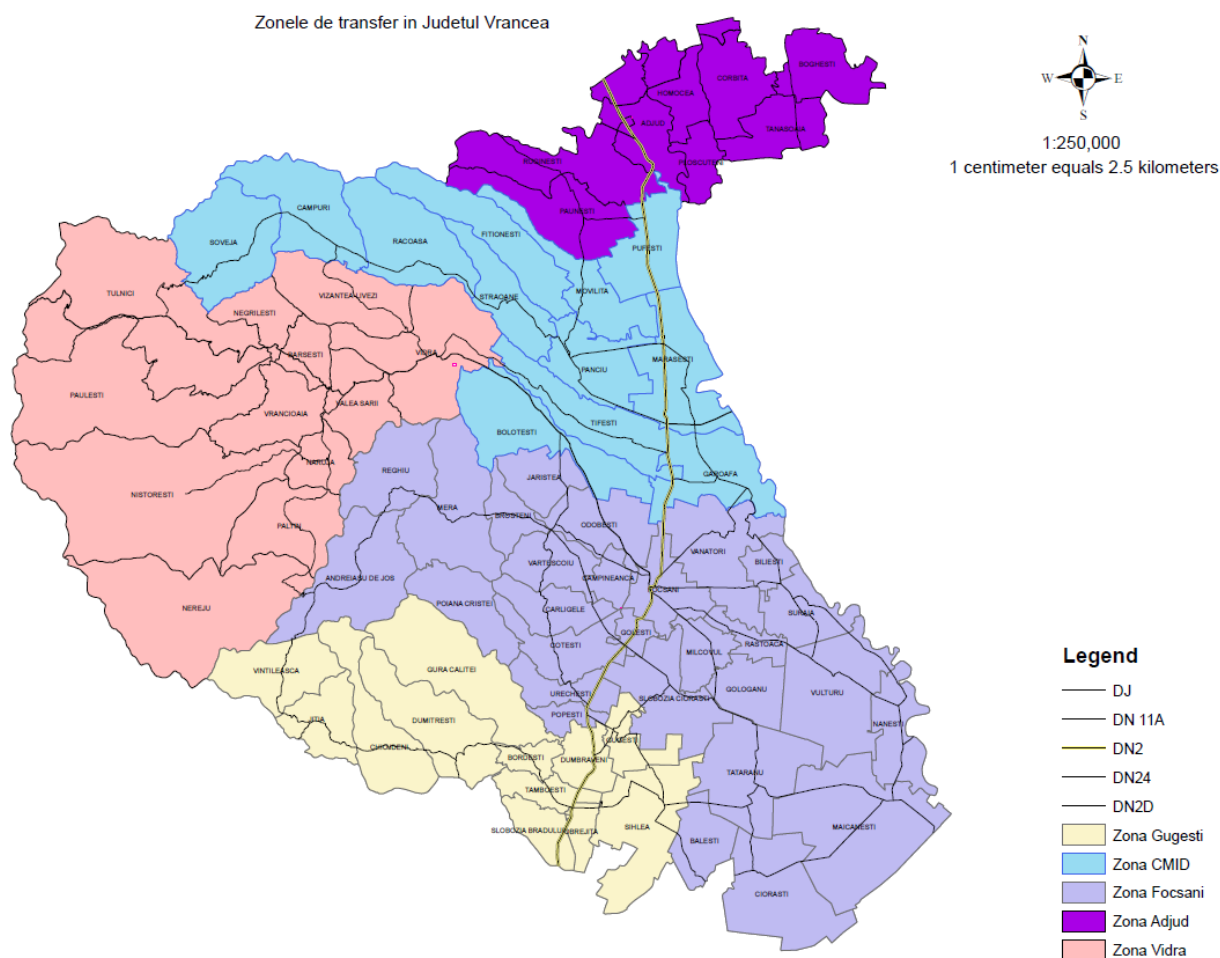 Zonele de transfer in Judetul Vrancea
N
W E
S
1:250,000
1 centimeter equals 2.5 kilometers
BOGHESTI
CORBITA
HOMOCEA
ADJUD
TANASOAIA
PLOSCUTENI
RUGINESTI
PAUNESTI
CAMPURI
SOVEJA
RACOASA
FITIONESTI
PUFESTI
TULNICI
VIZANTEA-LIVEZI
STRAOANE
MOVILITA
NEGRILESTI
BARSESTI
VIDRA
MARASESTI
PANCIU
PAULESTI
VRANCIOAIA
VALEA SARII
TIFESTI
BOLOTESTI
NARUJA
REGHIU
JARISTEA
GAROAFA
NISTORESTI
MERA
BROSTENI
ODOBESTI
PALTIN
VANATORI
BILIESTI
VARTESCOIU
CAMPINEANCA
ANDREIASU DE JOS
FOCSANI
NEREJU
POIANA CRISTEI
CARLIGELE
SURAIA
GOLESTI
COTESTI
RASTOACA
MILCOVUL
VINTILEASCA
GURA CALITEI
URECHESTI
SLOBOZIA CIORASTI
GOLOGANU
VULTURU
POPESTI
NANESTI
JITIA
DUMITRESTI
GUGESTI
CHIOJDENI
BORDESTI
DUMBRAVENI
TATARANU
TAMBOESTI
SLOBOZIA BRADULUI
OBREJITA
SIHLEA
MAICANESTI
BALESTI
CIORASTI
Legend
DJ
DN 11A
DN2
DN24
DN2D
Zona Gugesti
Zona CMID
Zona Focsani
Zona Adjud
Zona Vidra